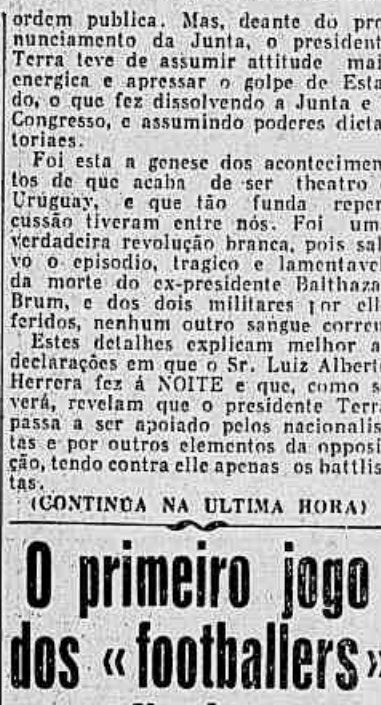 ordem publica. Mas, deante do pro
nunciamento da Junta, o president
Terra teve de assumir attitude mai
energica e apressar o golpe de Esta
do, o que fez dissolvendo a Junta e
Congresso, e assumindo poderes dicta
toriaes.
Foi esta a genese dos acontecimen
tos de que acaba de ser theatro
Uruguay, e que tão funda reper
cussão tiveram entre nós. Foi um
verdadeira revolução branca, pois sal
vo o episodio, tragico e lamentavel
da morte do ex-presidente Balthaza
Brum, e dos dois militares por elle
feridos, nenhum outro sangue correu
Estes detalhes explicam melhor a
declarações em que o Sr. Luiz Alberto
Herrera fez á NOITE e que, como s
verá, revelam que o presidente Terr
passa a ser apoiado pelos nacionalis
tas e por outros elementos da opposi
ção, tendo contra elle apenas os battlis
tas.
(CONTINÚA NA ULTIMA HORA)
O primeiro jogo
dos « footballers »